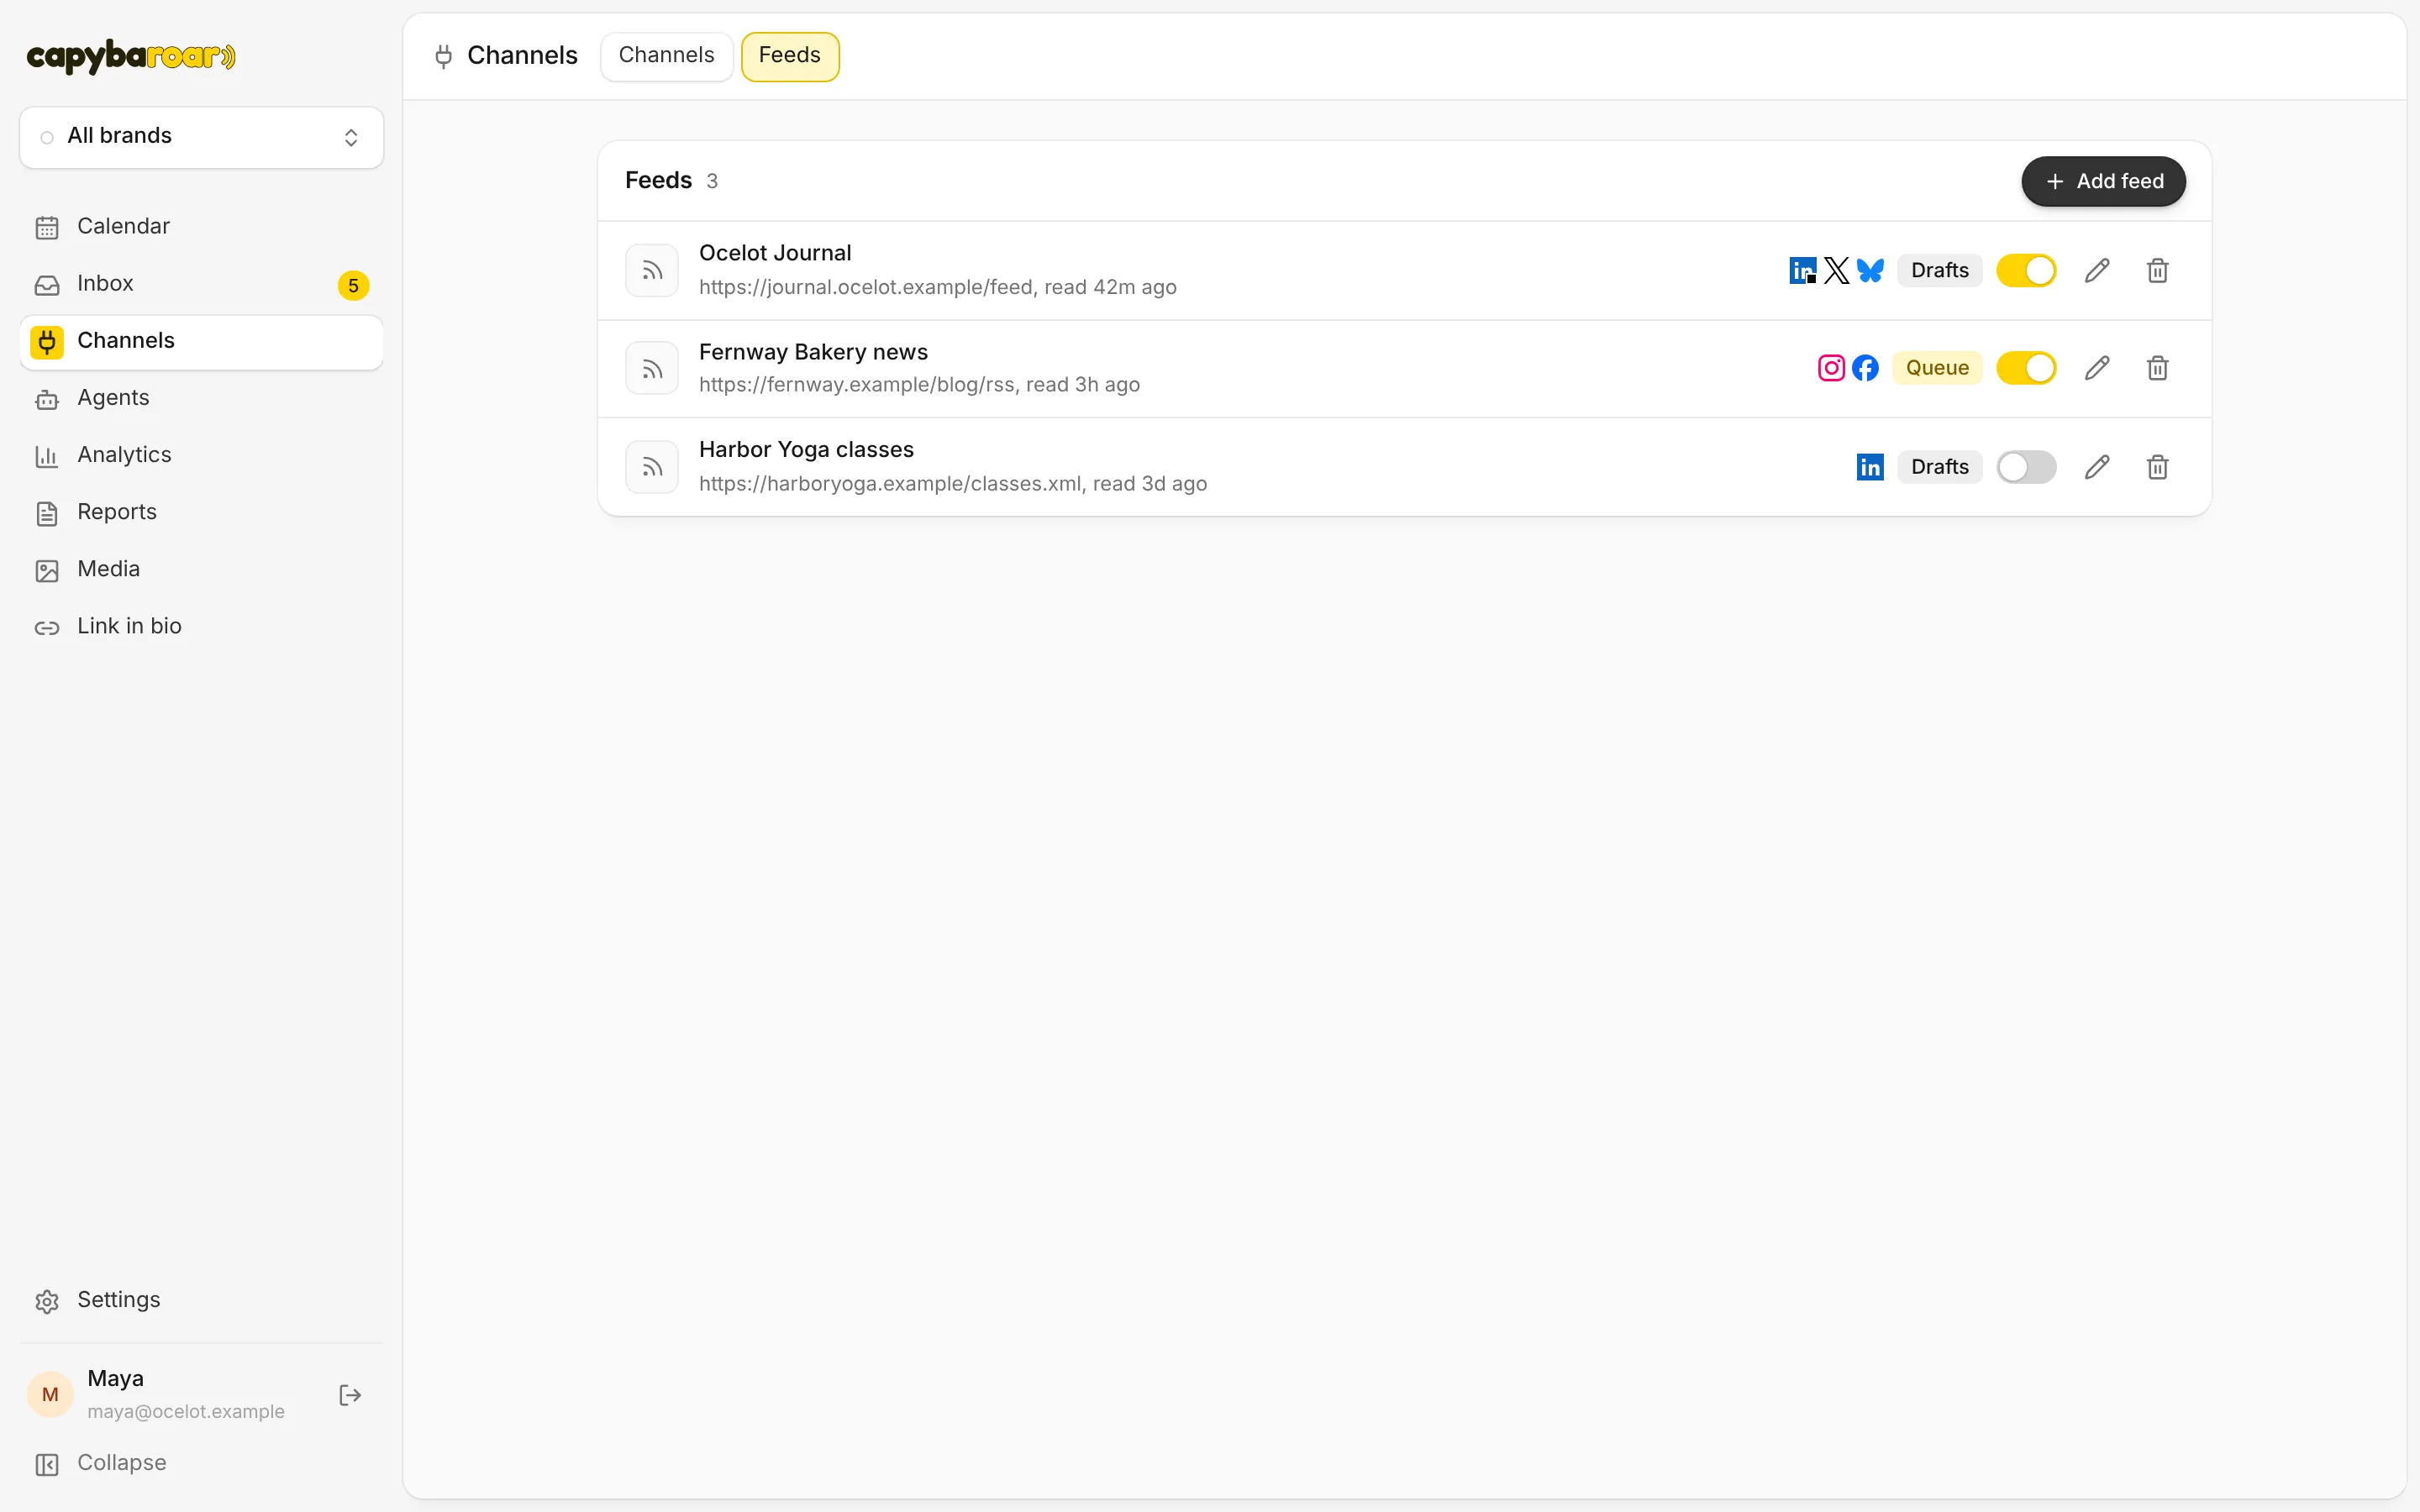 capybaroar
All brands
Calendar
Inbox 5
Channels
Agents
Analytics
Reports
Media
Link in bio
Settings
M
Maya
maya@ocelot.example
Collapse
Channels Channels Feeds
Feeds 3
+ Add feed
Ocelot Journal
https://journal.ocelot.example/feed, read 42m ago
in X Drafts
Fernway Bakery news
https://fernway.example/blog/rss, read 3h ago
Queue
Harbor Yoga classes
https://harboryoga.example/classes.xml, read 3d ago
in Drafts